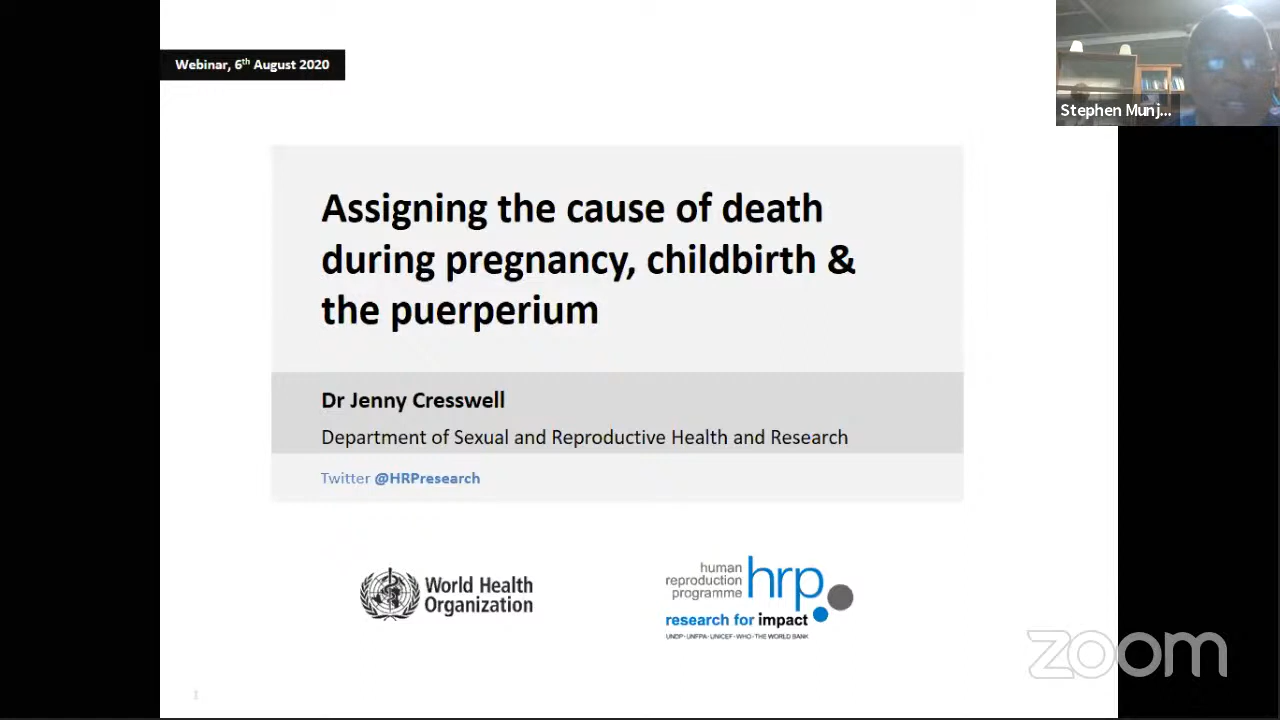 Webinar, 6th August 2020
Stephen Munj...
Assigning the cause of death
during pregnancy, childbirth &
the puerperium
Dr Jenny Cresswell
Department of Sexual and Reproductive Health and Research
Twitter @HRPresearch
World Health
Organization
human
reproduction
programme
hrp
research for impact
UNDP·UNFPA·UNICEF·WHO·THE WORLD BANK
zoom
1